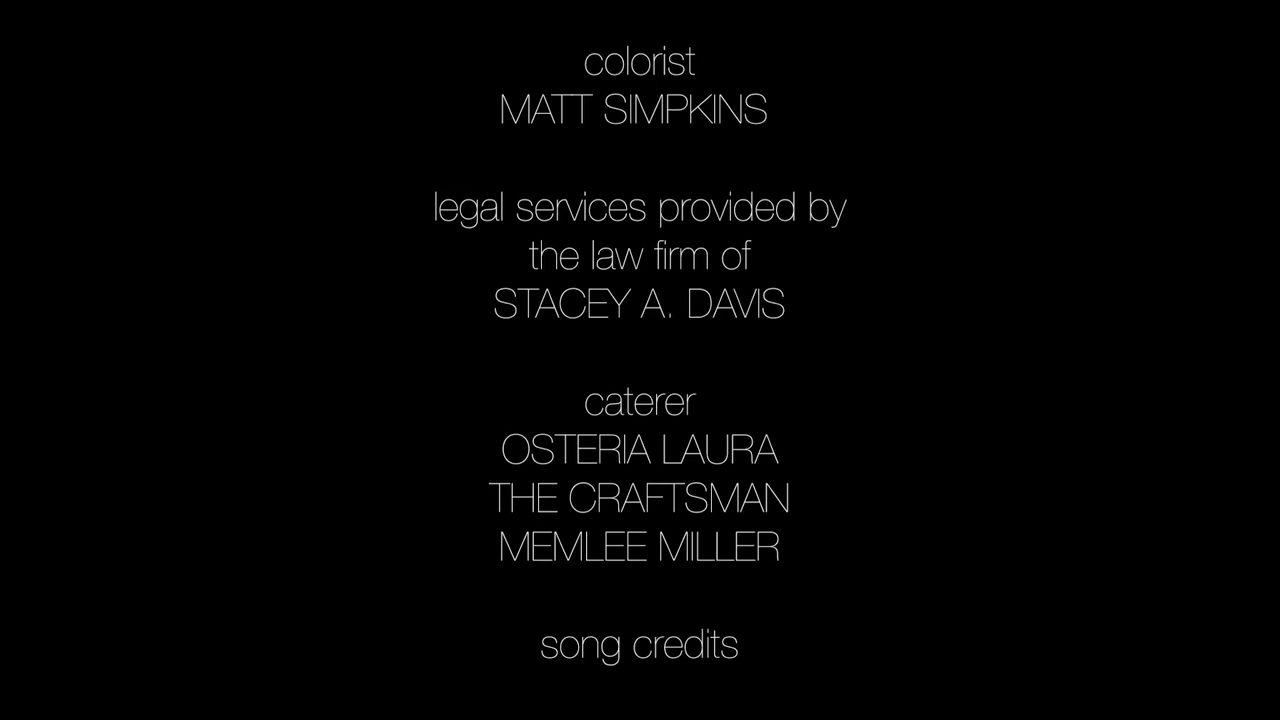 colorist
MATT SIMPKINS
legal services provided by
the law firm of
STACEY A. DAVIS
caterer
OSTERIA LAURA
THE CRAFTSMAN
MEMLEE MILLER
song credits